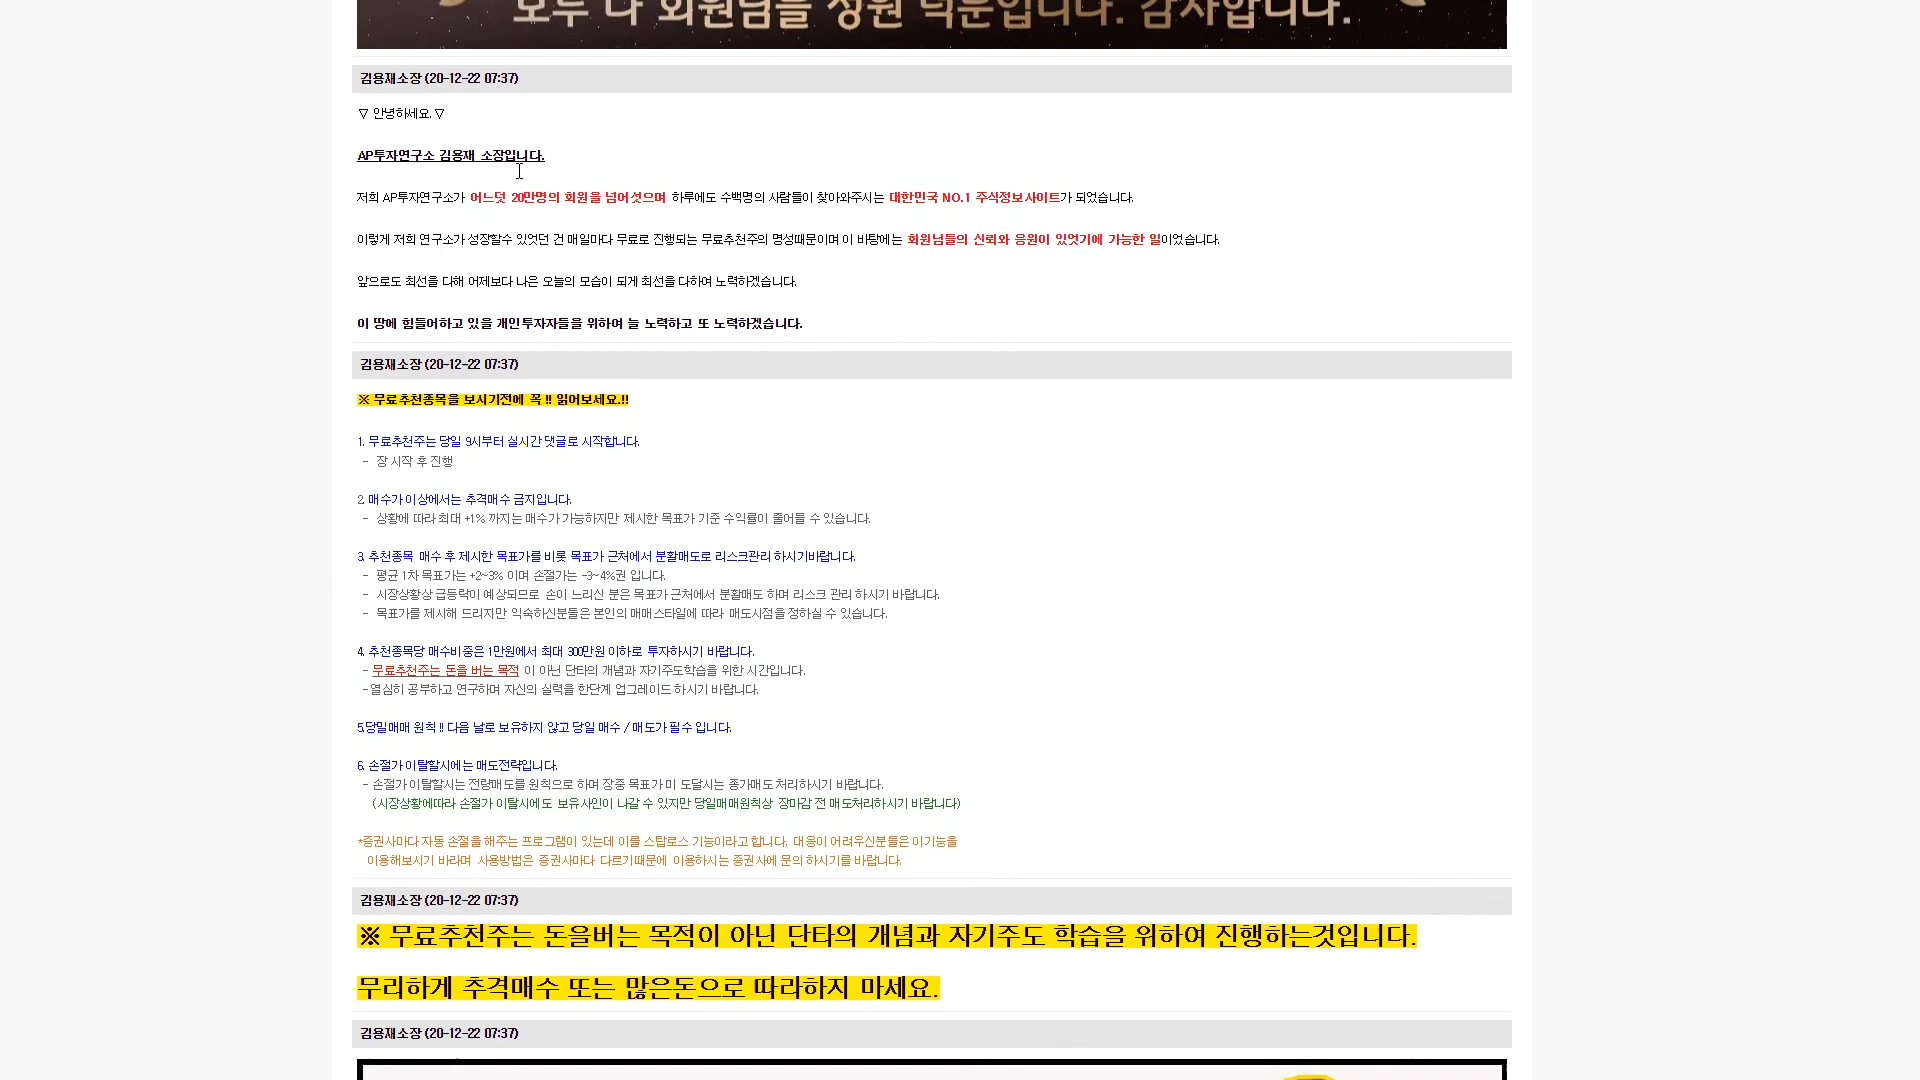 모두 다 회원님들 성원 덕분입니다. 감사합니다.
김용재소장 (20-12-22 07:37)
▽ 안녕하세요. ▽
AP투자연구소 김용재 소장입니다.
저희 AP투자연구소가 어느덧 20만명의 회원을 넘어섯으며 하루에도 수백명의 사람들이 찾아와주시는 대한민국 NO.1 주식정보사이트가 되었습니다.
이렇게 저희 연구소가 성장할수 있엇던 건 매일마다 무료로 진행되는 무료추천주의 명성때문이며 이 바탕에는 회원님들의 신뢰와 응원이 있엇기에 가능한 일이었습니다.
앞으로도 최선을 다해 어제보다 나은 오늘의 모습이 되게 최선을 다하여 노력하겠습니다.
이 땅에 힘들어하고 있을 개인투자자들을 위하여 늘 노력하고 또 노력하겠습니다.
김용재소장 (20-12-22 07:37)
※ 무료추천종목을 보시기전에 꼭 !! 읽어보세요.!!
1. 무료추천주는 당일 9시부터 실시간 댓글로 시작합니다.
- 장 시작 후 진행
2. 매수가 이상에서는 추격매수 금지입니다.
- 상황에 따라 최대 +1% 까지는 매수가 가능하지만 제시한 목표가 기준 수익률이 줄어들 수 있습니다.
3. 추천종목 매수 후 제시한 목표가를 비롯 목표가 근처에서 분활매도로 리스크관리 하시기바랍니다.
- 평균 1차 목표가는 +2~3% 이며 손절가는 -3~4%권 입니다.
- 시장상황상 급등락이 예상되므로 손이 느리신 분은 목표가 근처에서 분활매도 하며 리스크 관리 하시기 바랍니다.
- 목표가를 제시해 드리지만 익숙하신분들은 본인의 매매스타일에 따라 매도시점을 정하실 수 있습니다.
4. 추천종목당 매수비중은 1만원에서 최대 300만원 이하로 투자하시기 바랍니다.
- 무료추천주는 돈을 버는 목적 이 아닌 단타의 개념과 자기주도학습을 위한 시간입니다.
- 열심히 공부하고 연구하며 자신의 실력을 한단계 업그레이드 하시기 바랍니다.
5.당일매매 원칙 !! 다음 날로 보유하지 않고 당일 매수 / 매도가 필수 입니다.
6. 손절가 이탈할시에는 매도전략입니다.
- 손절가 이탈할시는 전량매도를 원칙으로 하며 장중 목표가 미 도달시는 종가매도 처리하시기 바랍니다.
(시장상황에따라 손절가 이탈시에도 보유사인이 나갈 수 있지만 당일매매원칙상 장마감 전 매도처리하시기 바랍니다)
*증권사마다 자동 손절을 해주는 프로그램이 있는데 이를 스탑로스 기능이라고 합니다. 대응이 어려우신분들은 이기능을
이용해보시기 바라며 사용방법은 증권사마다 다르기때문에 이용하시는 증권사에 문의 하시기를 바랍니다.
김용재소장 (20-12-22 07:37)
※ 무료추천주는 돈을버는 목적이 아닌 단타의 개념과 자기주도 학습을 위하여 진행하는것입니다.
무리하게 추격매수 또는 많은돈으로 따라하지 마세요.
김용재소장 (20-12-22 07:37)